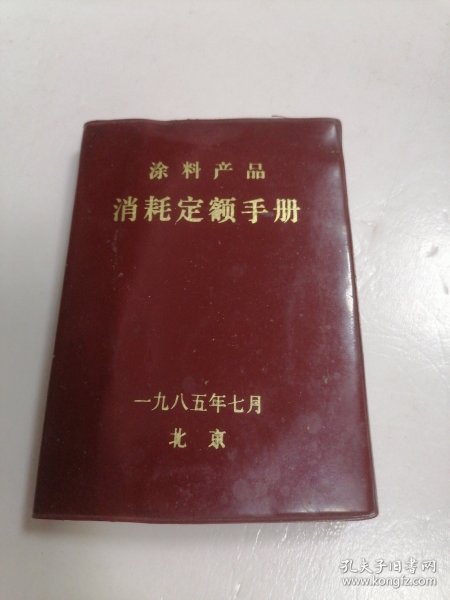 涂料产品
消耗定额手册
一九八五年七月
北京
孔夫子旧书网
www.kongfz.com